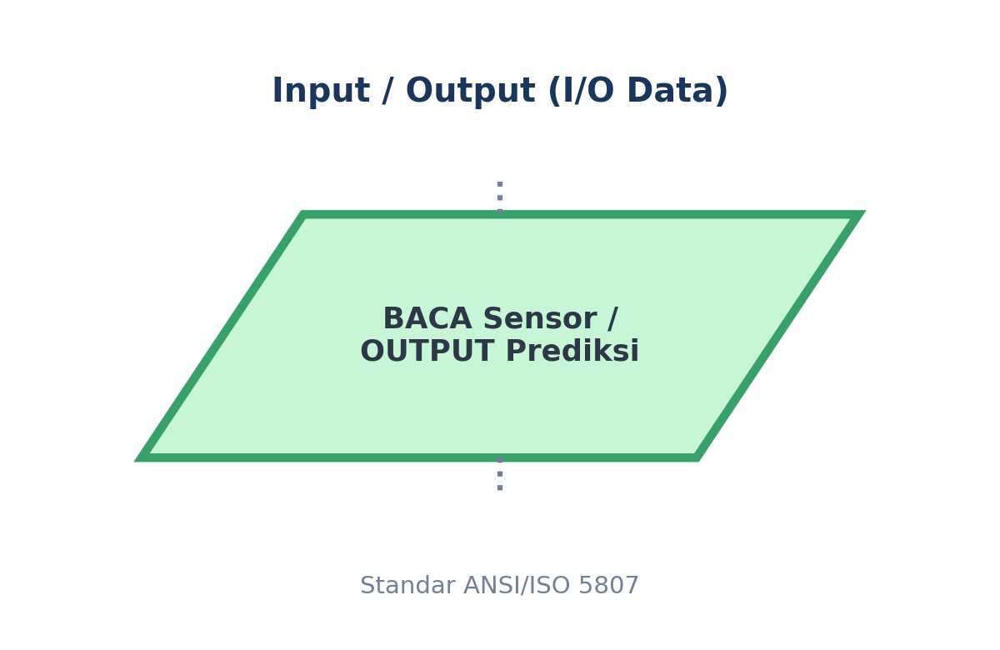 Input / Output (I/O Data)
BACA Sensor /
OUTPUT Prediksi
Standar ANSI/ISO 5807